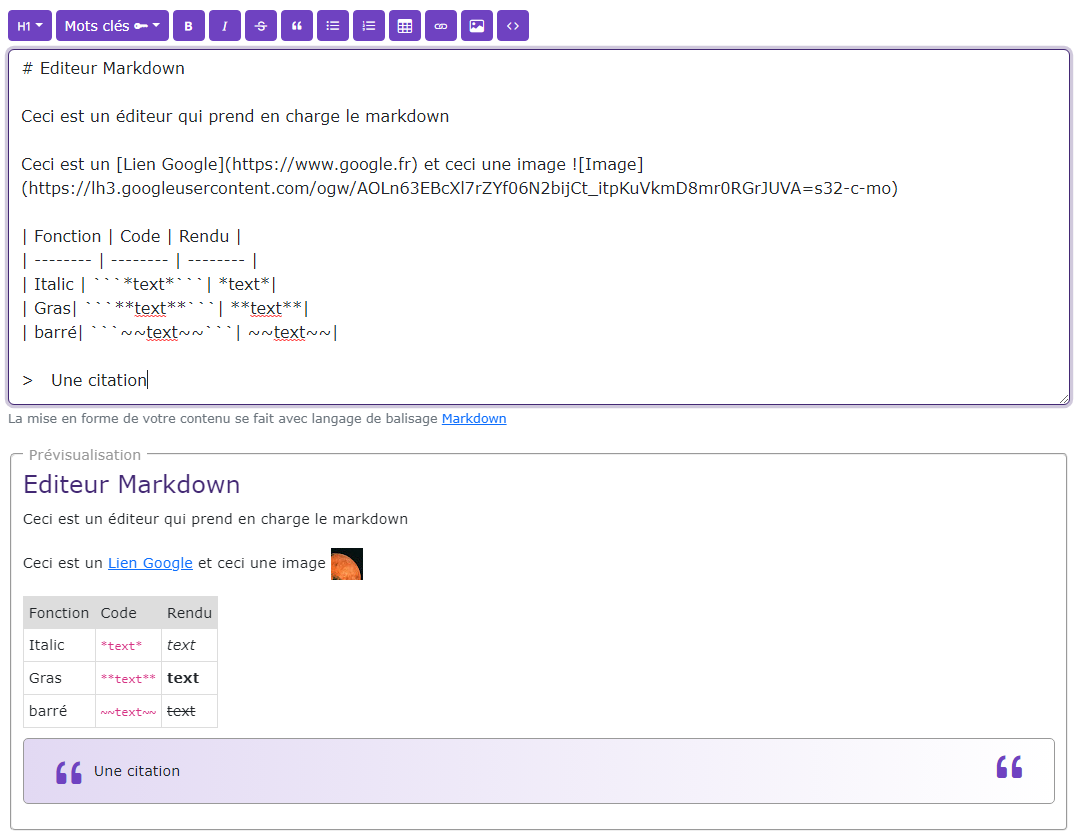 H1 Mots clés B I S
# Editeur Markdown
Ceci est un éditeur qui prend en charge le markdown
Ceci est un [Lien Google](https://www.google.fr) et ceci une image ![Image]
(https://lh3.googleusercontent.com/ogw/AOLn63EBcXl7rZYf06N2bijCt_itpKuVkmD8mr0RGrJUVA=s32-c-mo)
| Fonction | Code | Rendu |
| -------- | -------- | -------- |
| Italic | ```*text*```| *text*|
| Gras| ```**text**```| **text**|
| barré| ```~~text~~```| ~~text~~|
>    Une citation
La mise en forme de votre contenu se fait avec langage de balisage Markdown
Prévisualisation
Editeur Markdown
Ceci est un éditeur qui prend en charge le markdown
Ceci est un Lien Google et ceci une image
Fonction Code Rendu
Italic *text* text
Gras **text** text
barré ~~text~~ text
Une citation